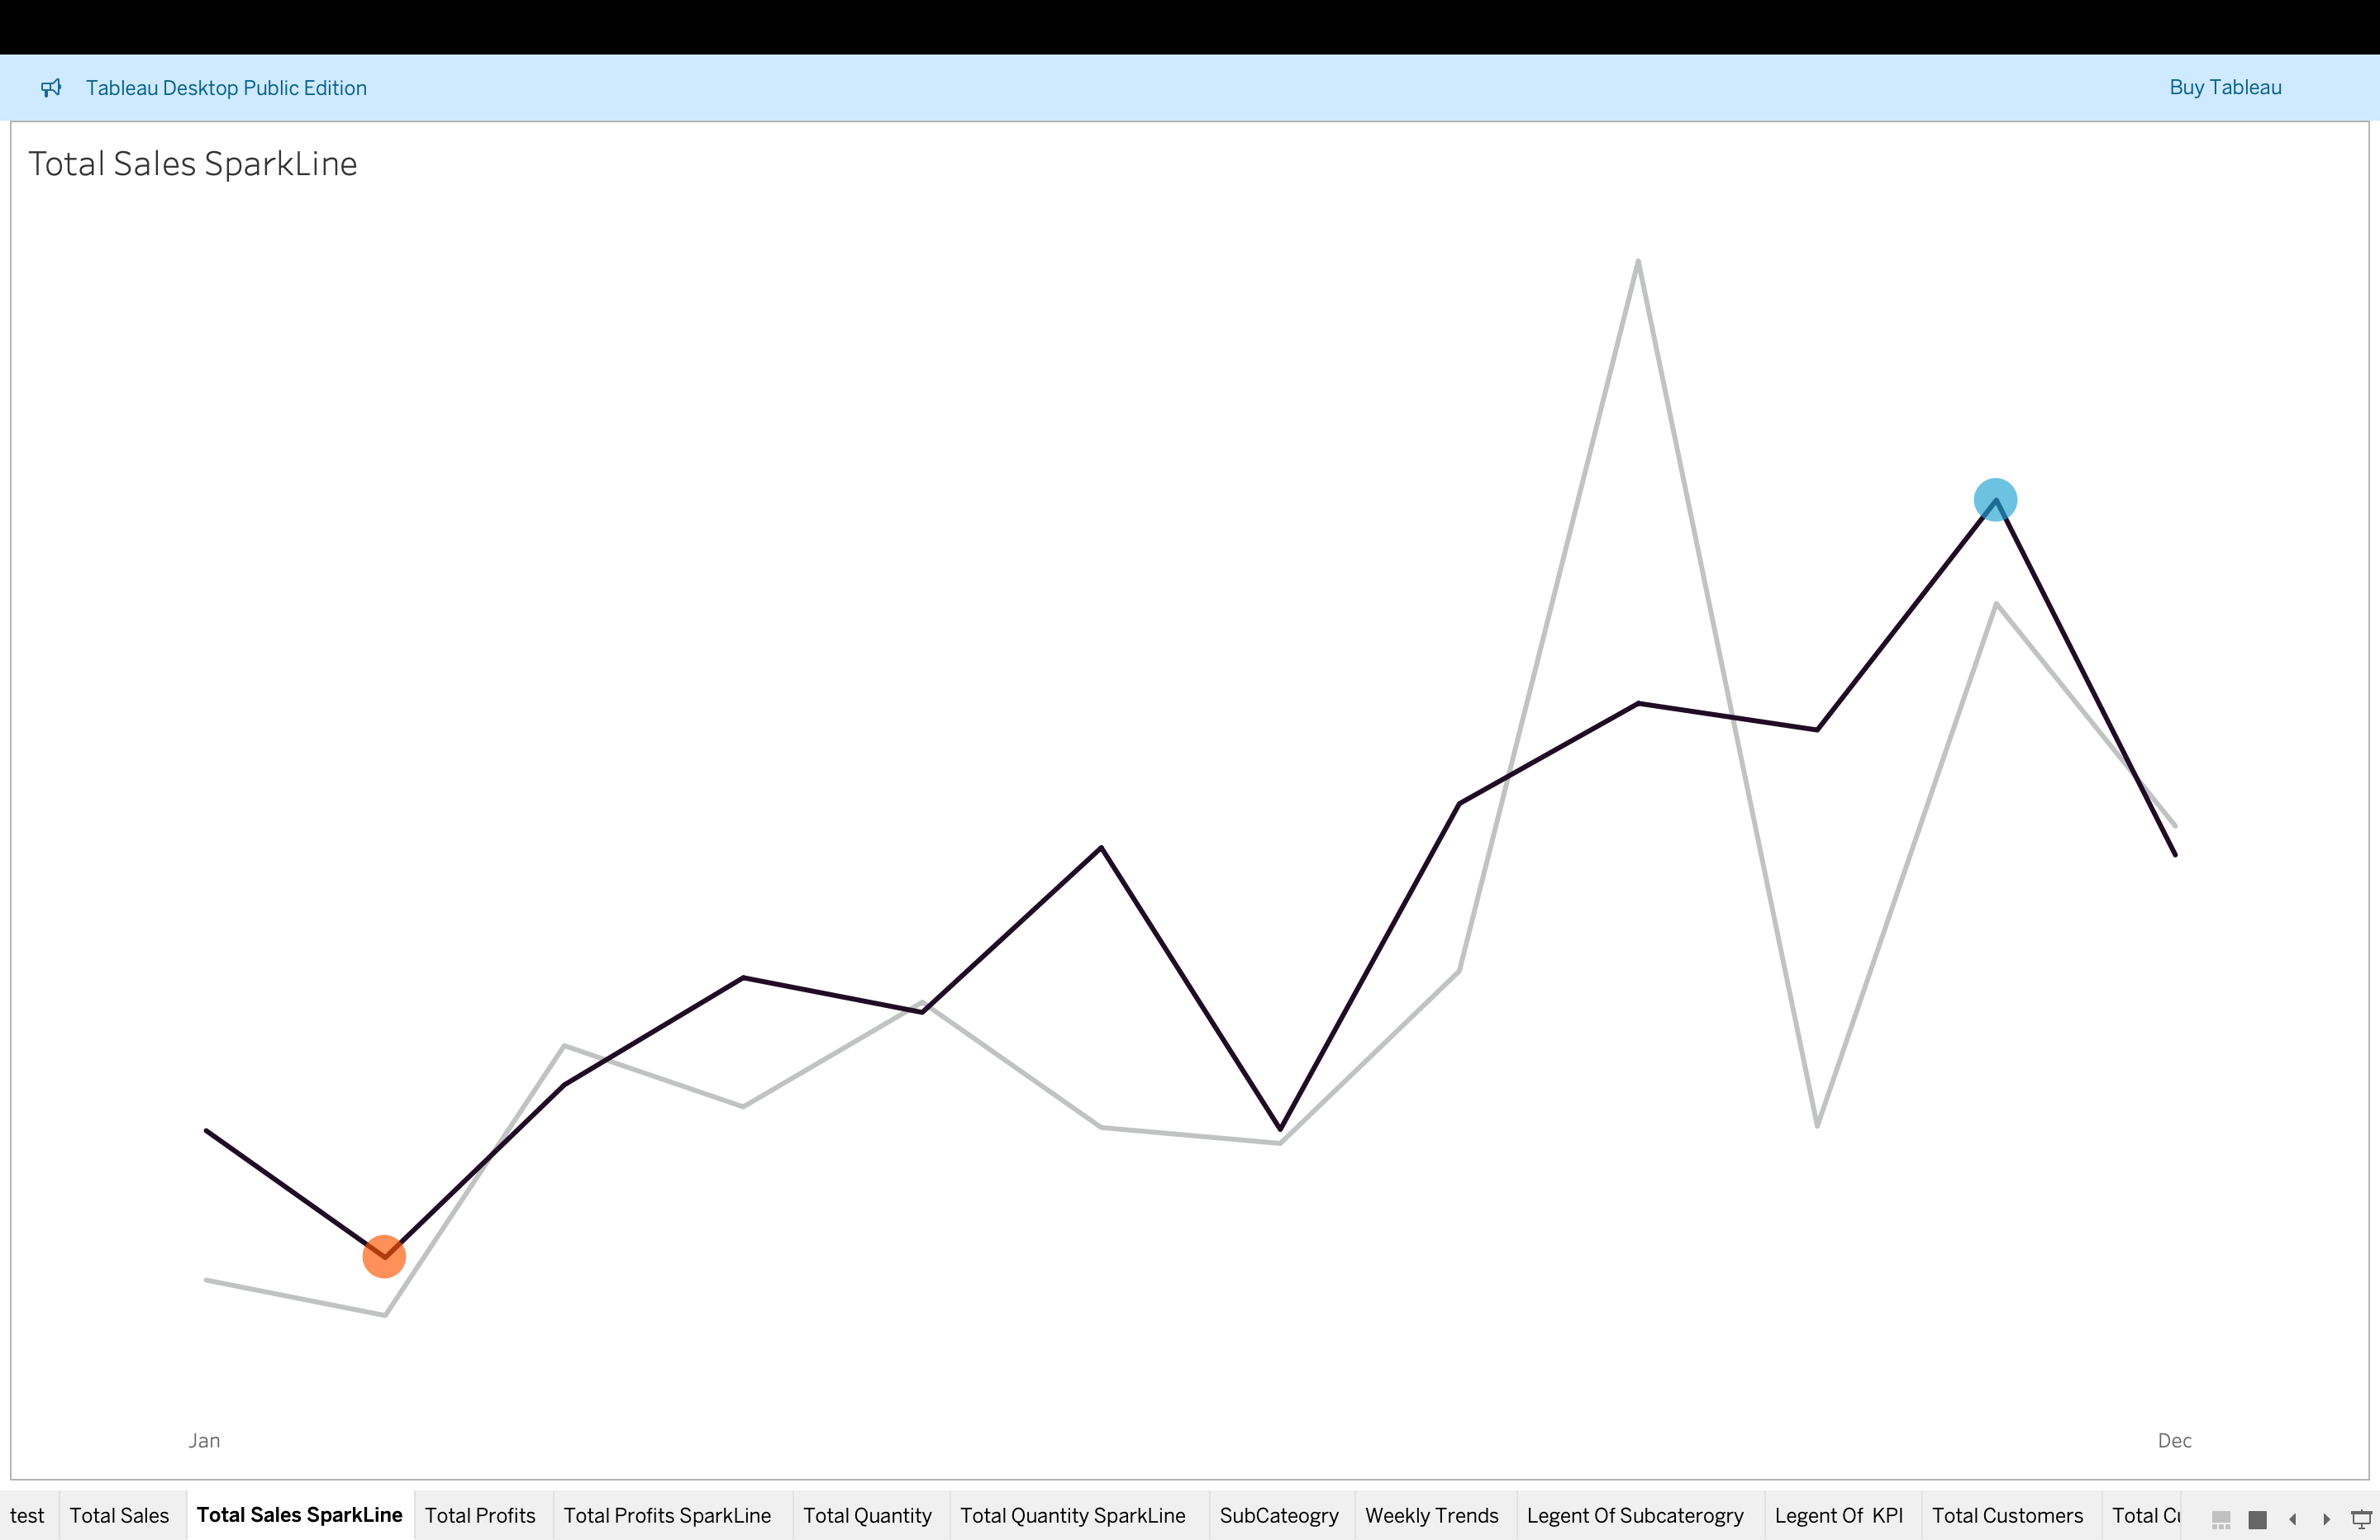 Tableau Desktop Public Edition
Buy Tableau
Total Sales SparkLine
Jan
Dec
test
Total Sales
Total Sales SparkLine
Total Profits
Total Profits SparkLine
Total Quantity
Total Quantity SparkLine
SubCateogry
Weekly Trends
Legent Of Subcaterogry
Legent Of  KPI
Total Customers
Total